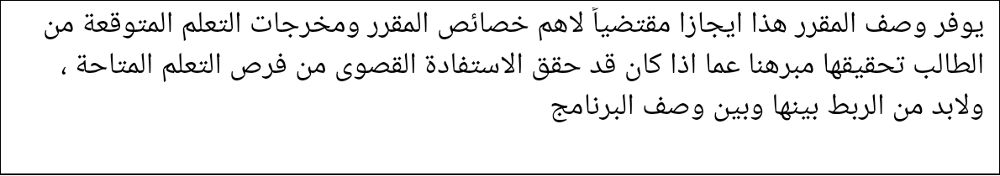 يوفر وصف المقرر هذا ايجازا مقتضياً لاهم خصائص المقرر ومخرجات التعلم المتوقعة من
الطالب تحقيقها مبرهنا عما اذا كان قد حقق الاستفادة القصوى من فرص التعلم المتاحة ،
ولابد من الربط بينها وبين وصف البرنامج